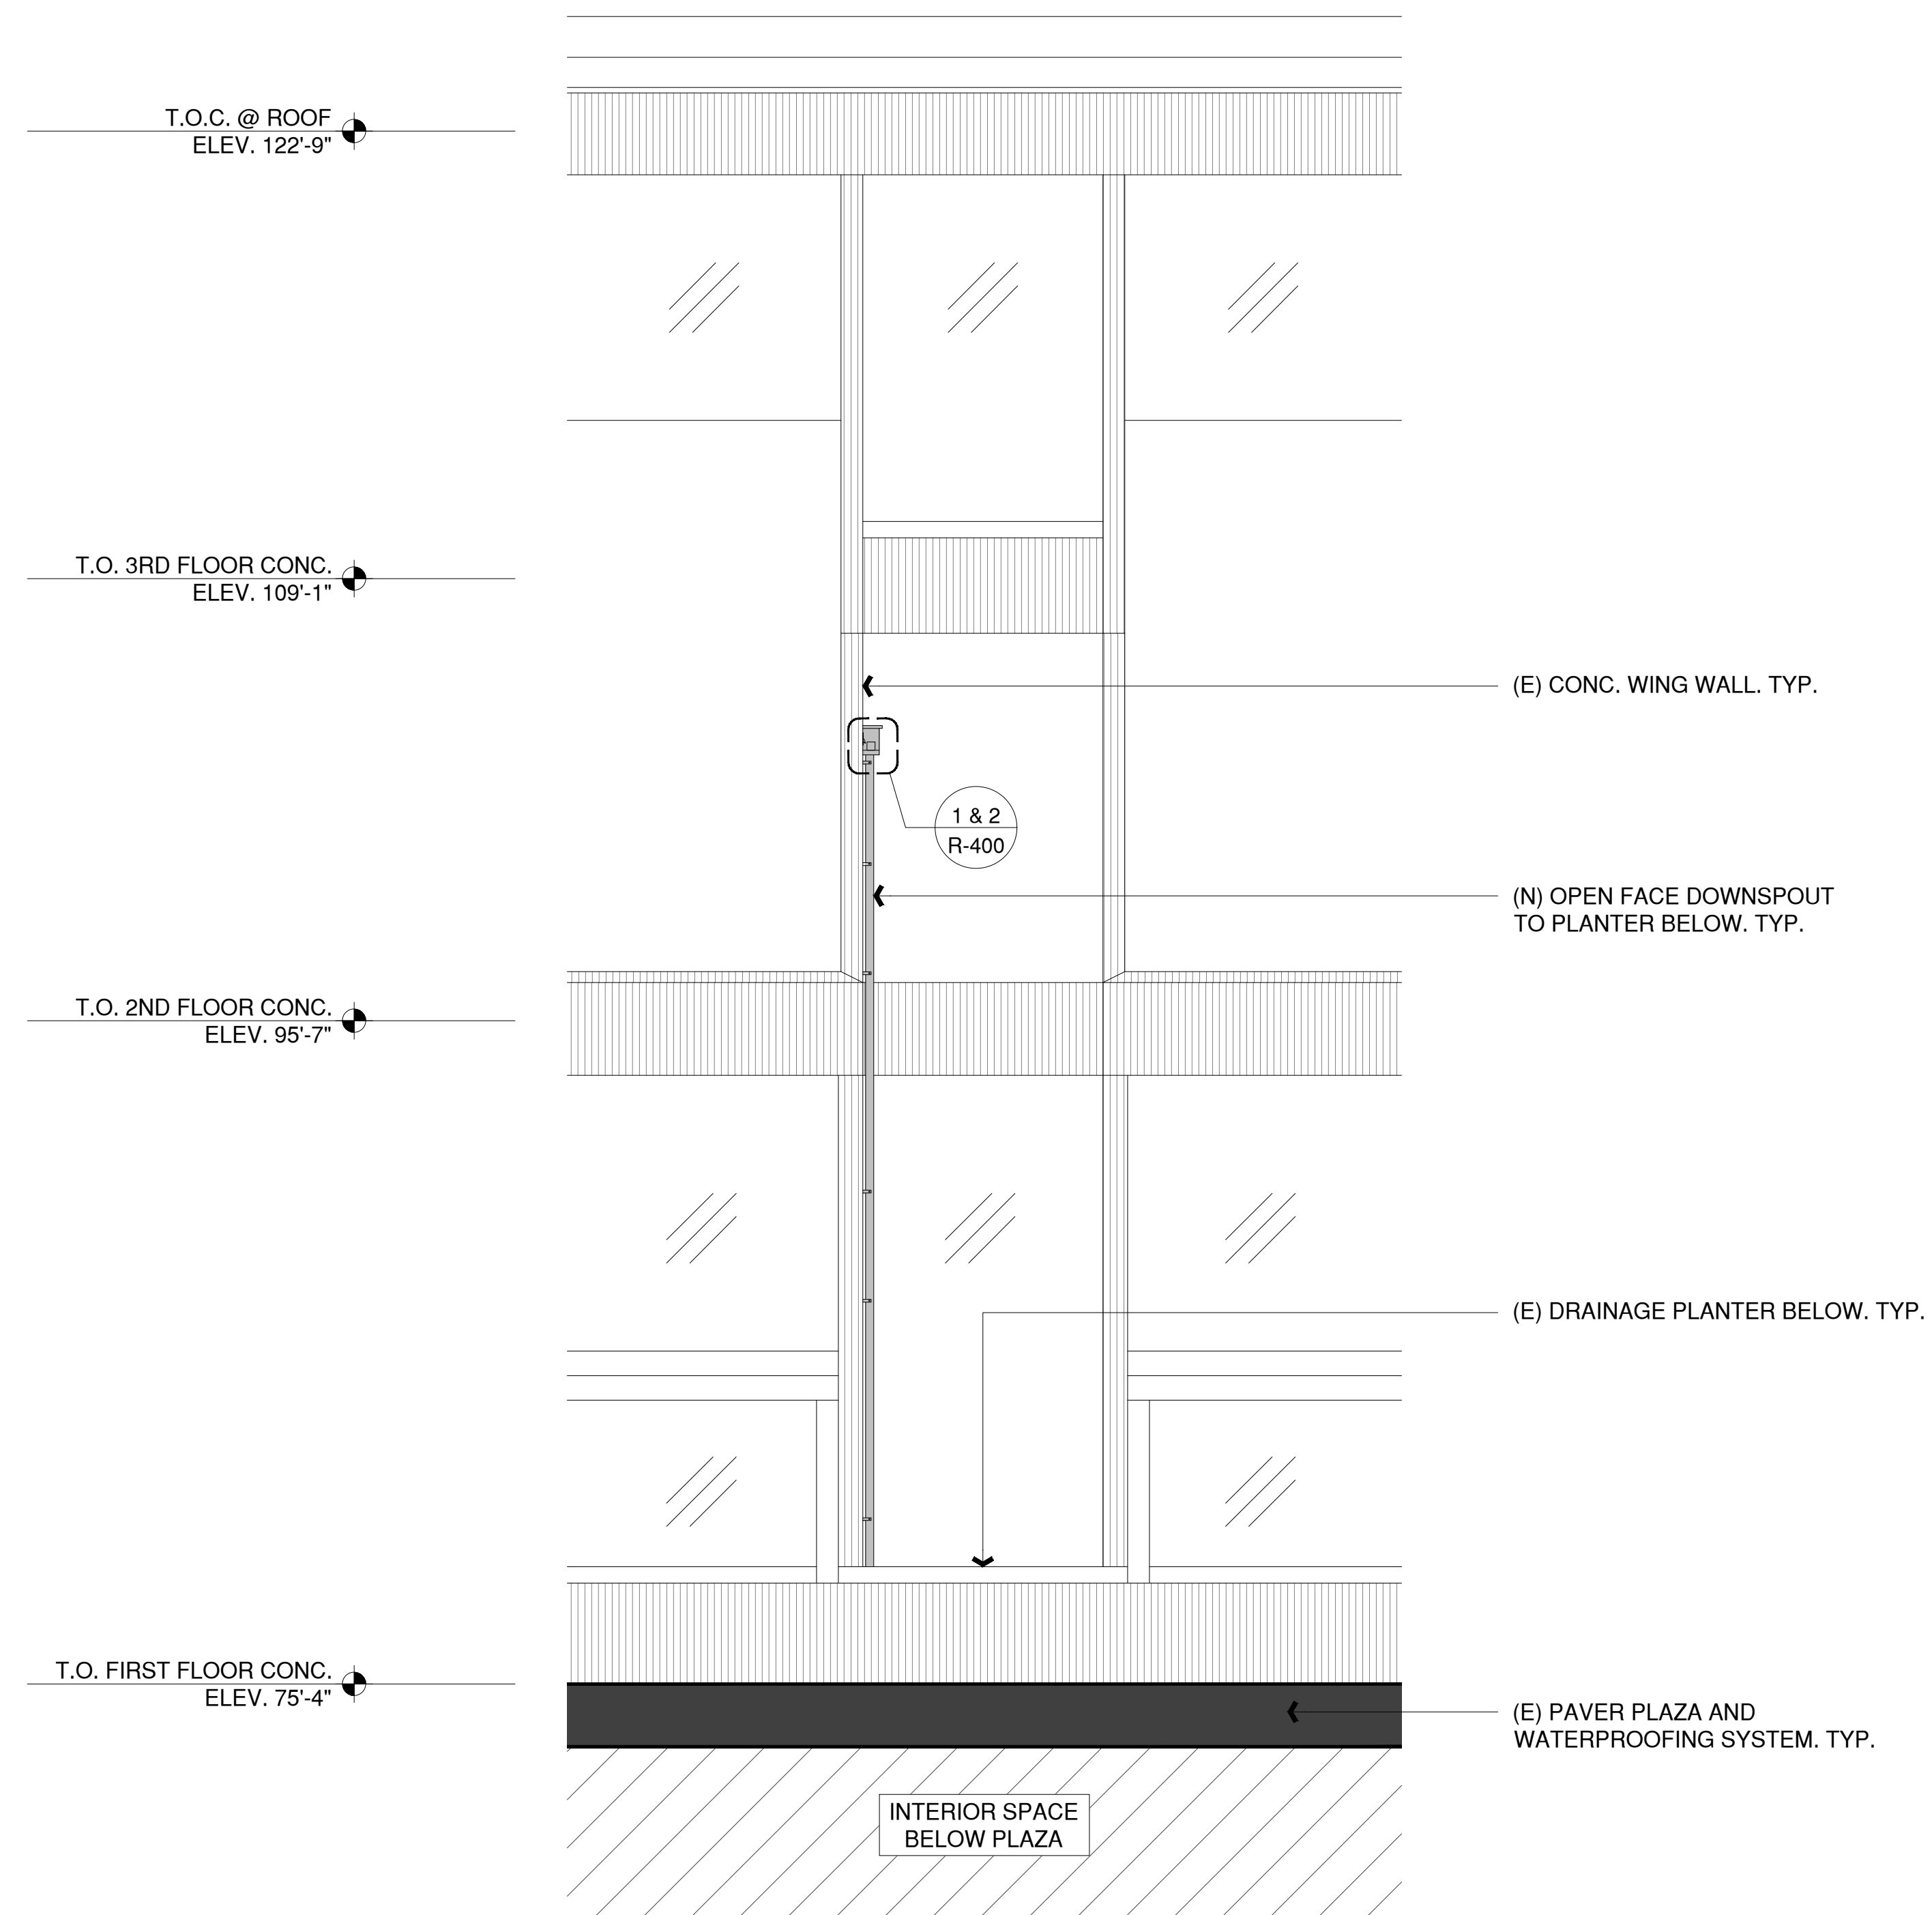 T.O.C. @ ROOF
ELEV. 122'-9"
T.O. 3RD FLOOR CONC.
ELEV. 109'-1"
(E) CONC. WING WALL. TYP.
1 & 2
R-400
(N) OPEN FACE DOWNSPOUT
TO PLANTER BELOW. TYP.
T.O. 2ND FLOOR CONC.
ELEV. 95'-7"
(E) DRAINAGE PLANTER BELOW. TYP.
T.O. FIRST FLOOR CONC.
ELEV. 75'-4"
(E) PAVER PLAZA AND
WATERPROOFING SYSTEM. TYP.
INTERIOR SPACE
BELOW PLAZA